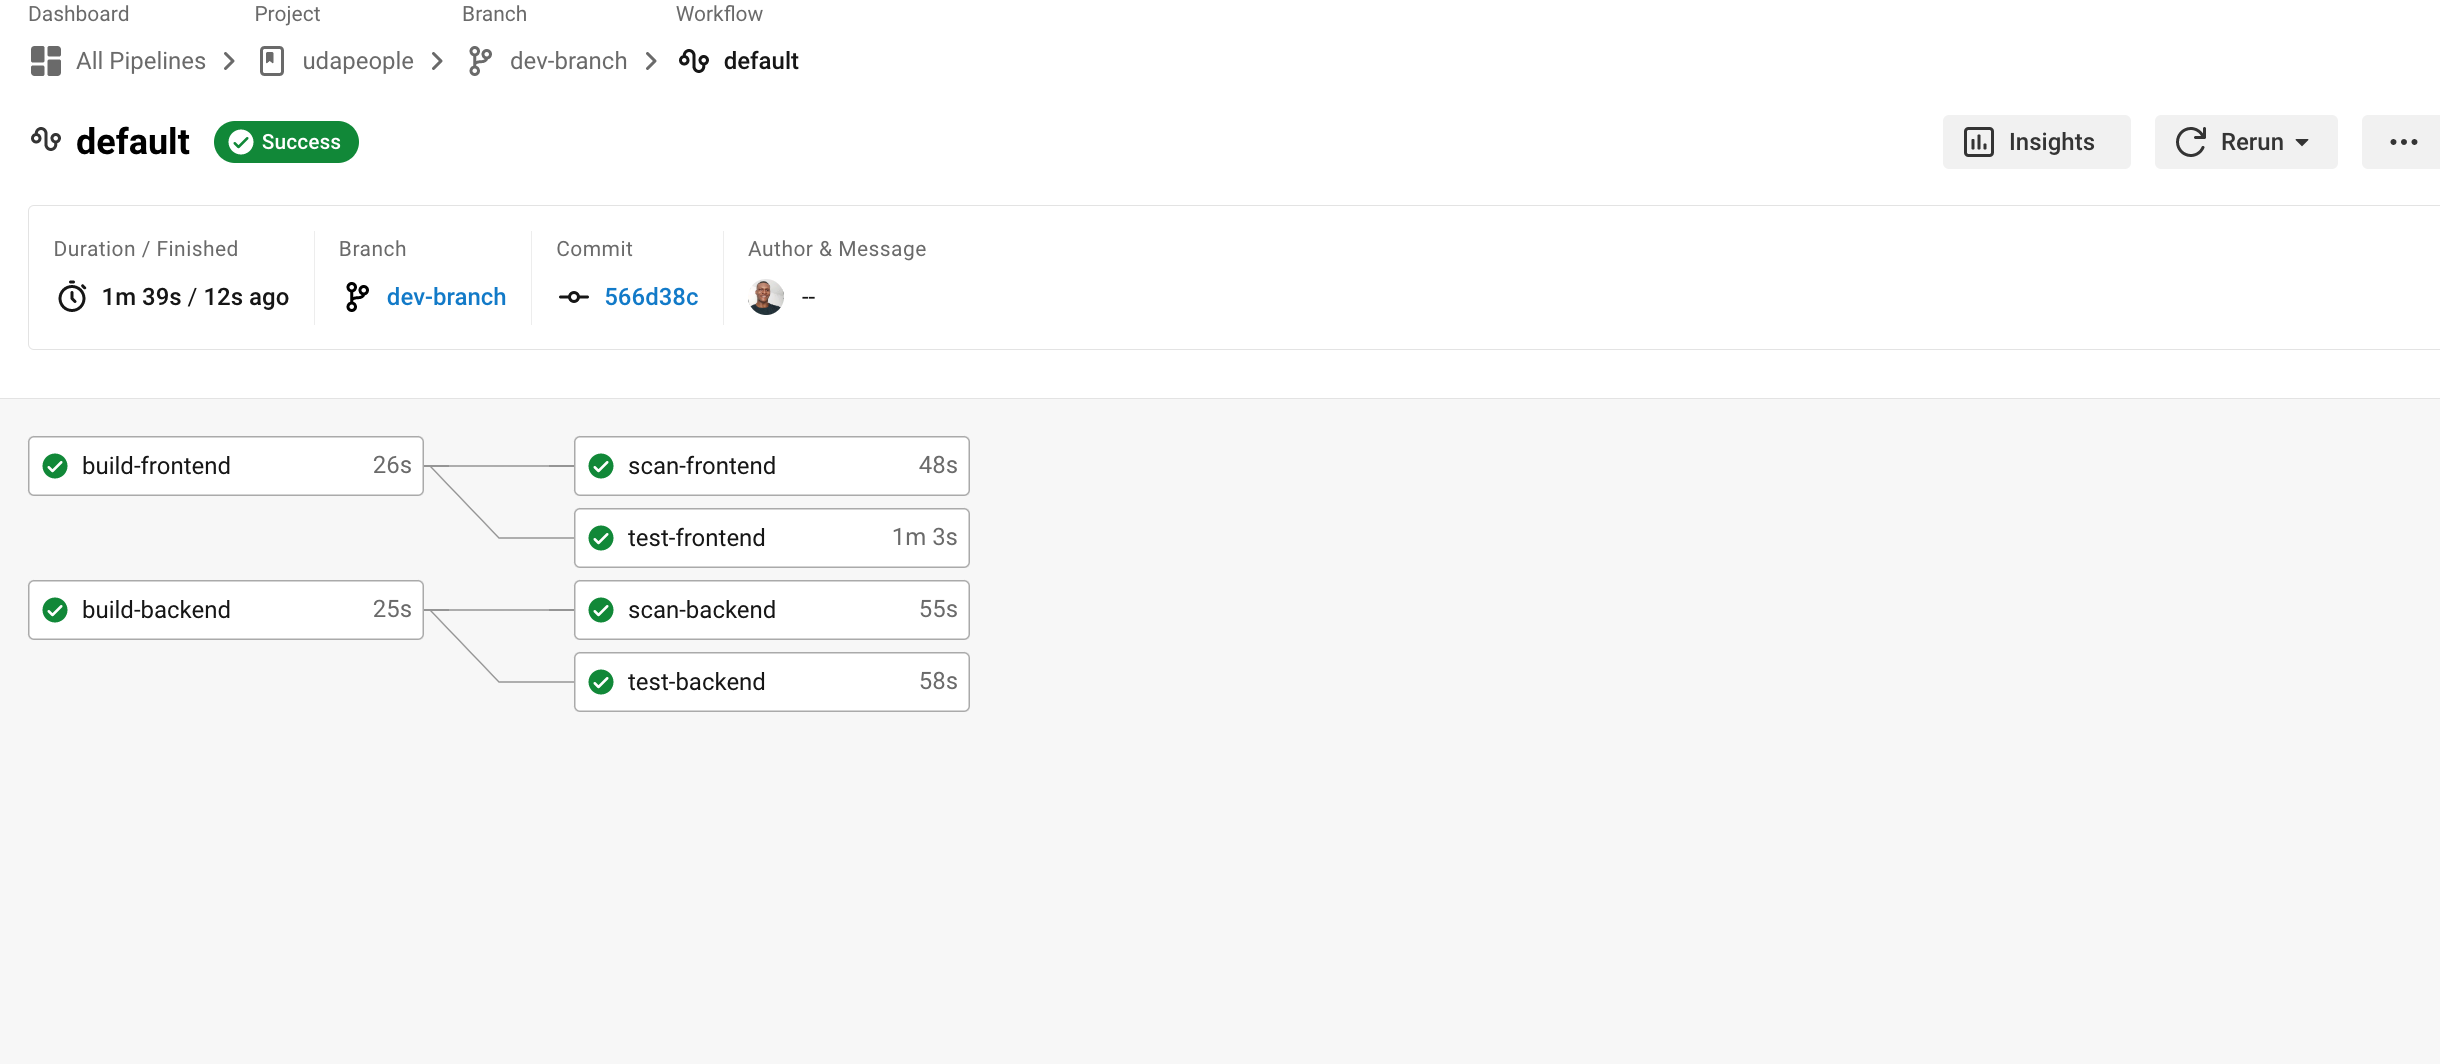 Dashboard Project Branch Workflow
All Pipelines udapeople dev-branch default
default Success Insights Rerun
Duration / Finished Branch Commit Author & Message
1m 39s / 12s ago dev-branch 566d38c --
build-frontend 26s scan-frontend 48s
test-frontend 1m 3s
build-backend 25s scan-backend 55s
test-backend 58s